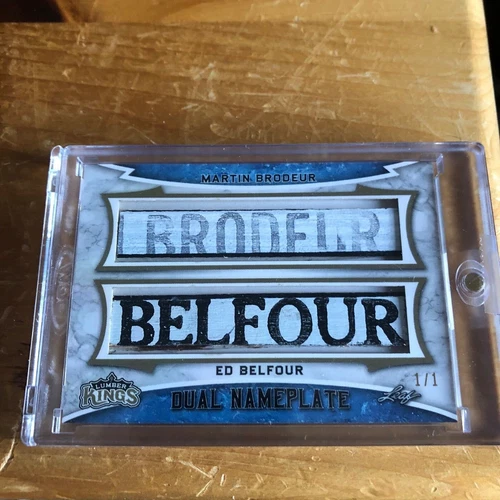 MARTIN BRODEUR
BRODEUR
BELFOUR
ED BELFOUR
1/1
LUMBER
KINGS
DUAL NAMEPLATE
Leaf